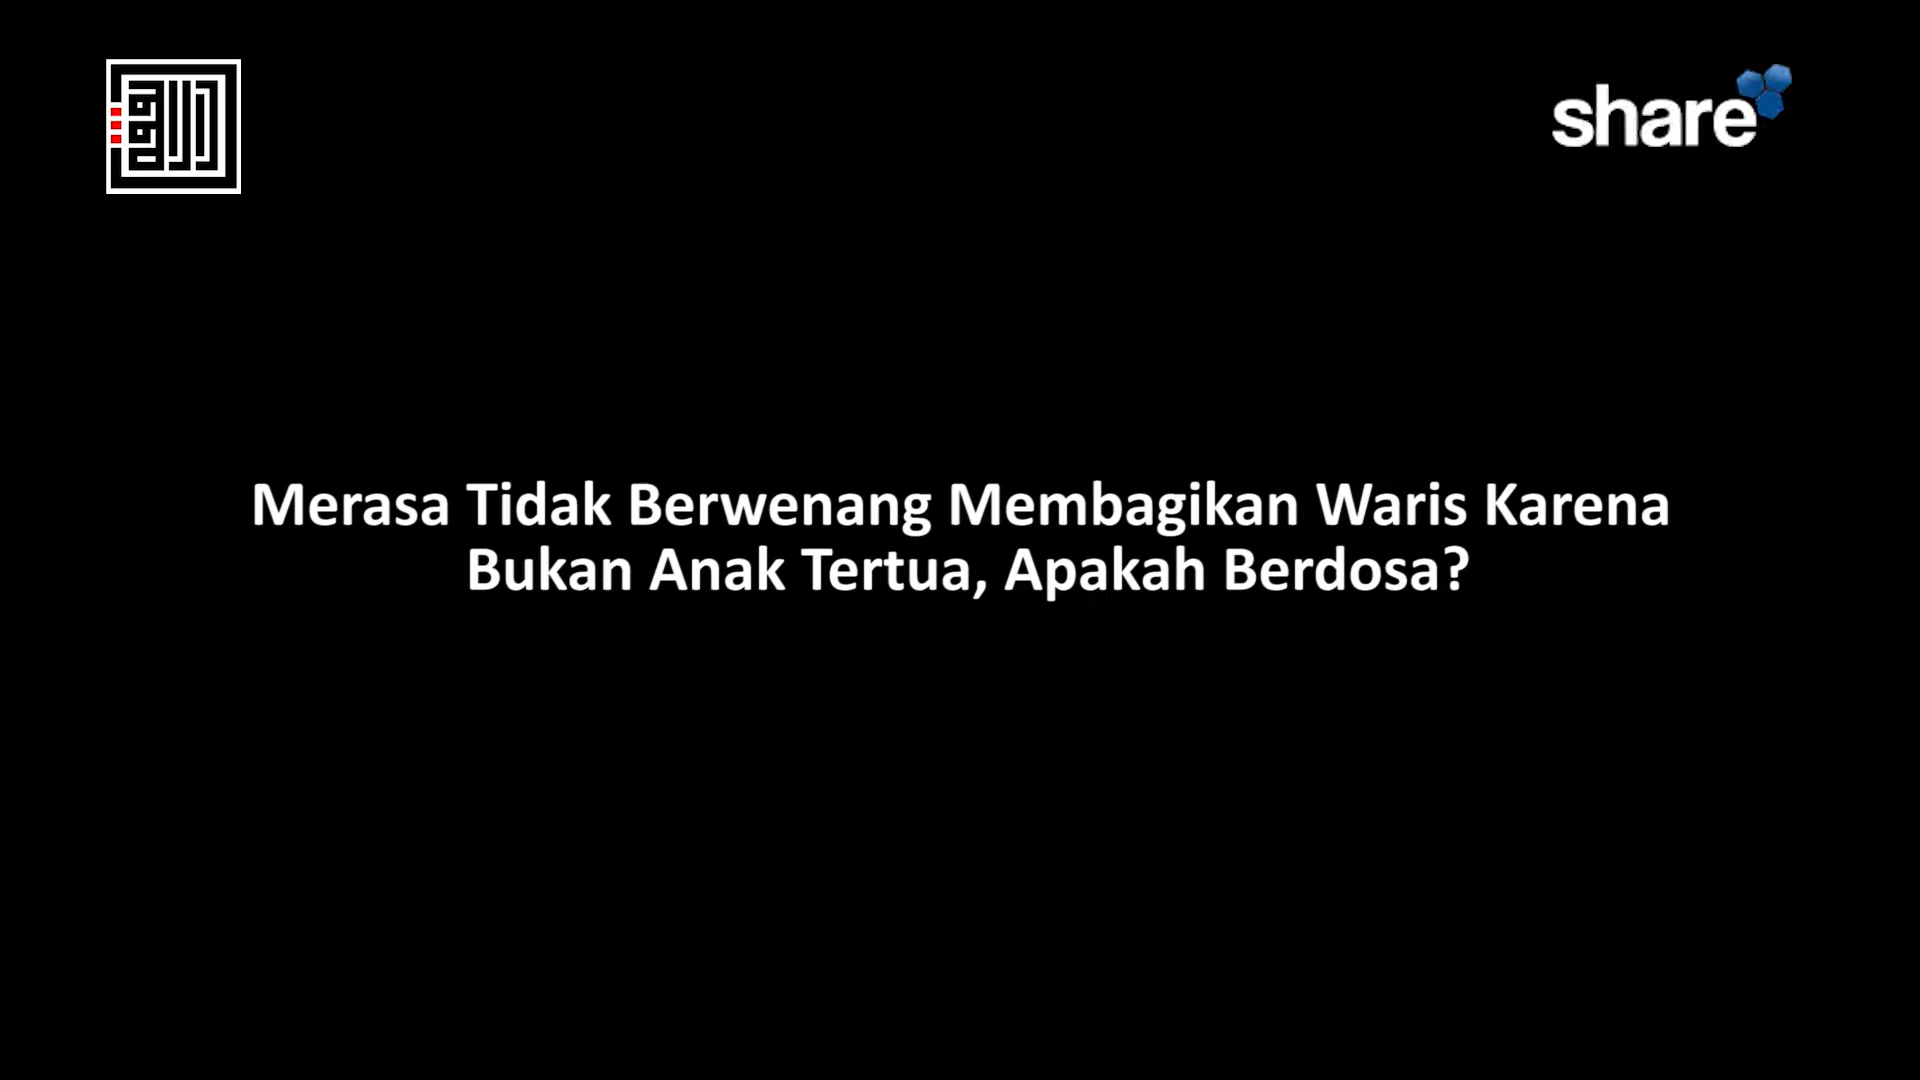 share
Merasa Tidak Berwenang Membagikan Waris Karena
Bukan Anak Tertua, Apakah Berdosa?